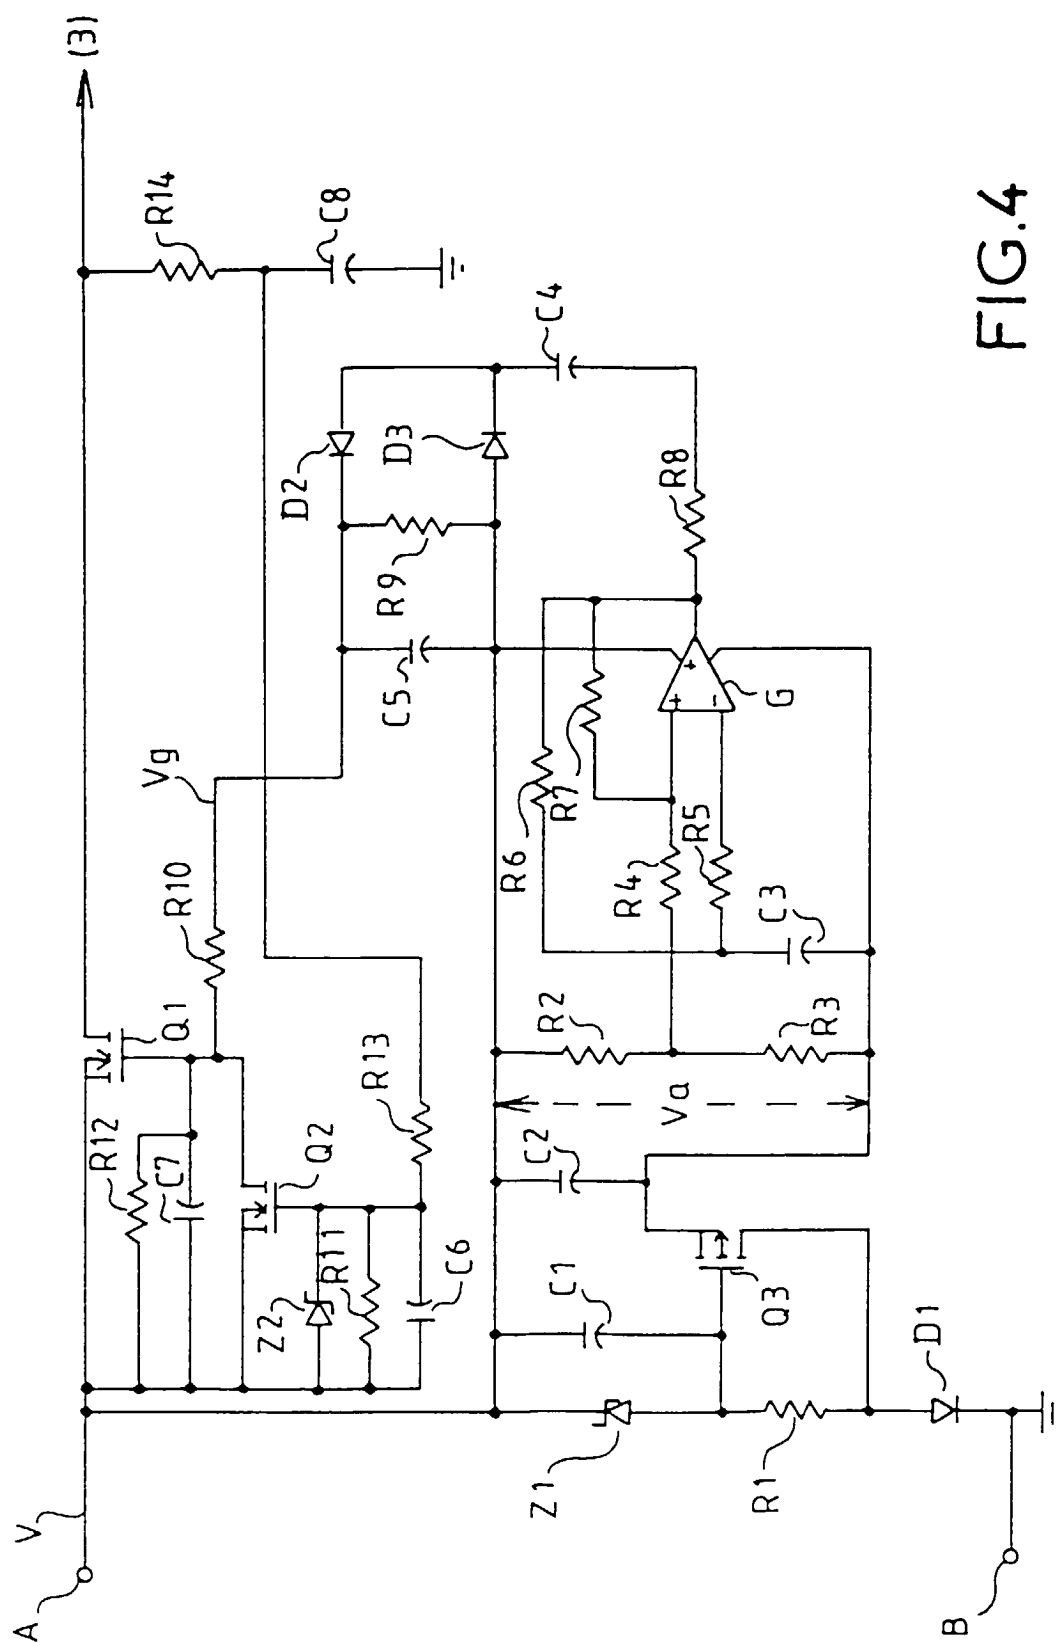 A
V
R12
C7
Q1
R10
Vg
R14
(3)
Z2
R11
Q2
R13
C6
C5
R9
D2
D3
C8
C4
Z1
C1
C2
Va
R2
R6
R7
R4
R5
+
-
+
G
R8
R1
Q3
R3
C3
D1
B
FIG.4